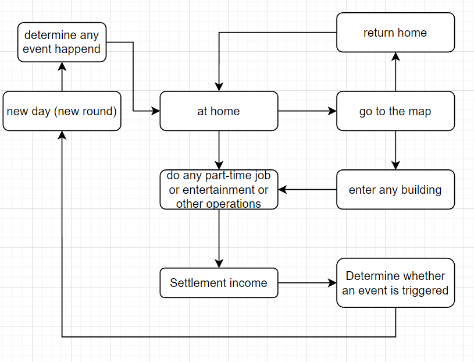 determine any
event happend
return home
new day (new round)
at home
go to the map
do any part-time job
or entertainment or
other operations
enter any building
Settlement income
Determine whether
an event is triggered